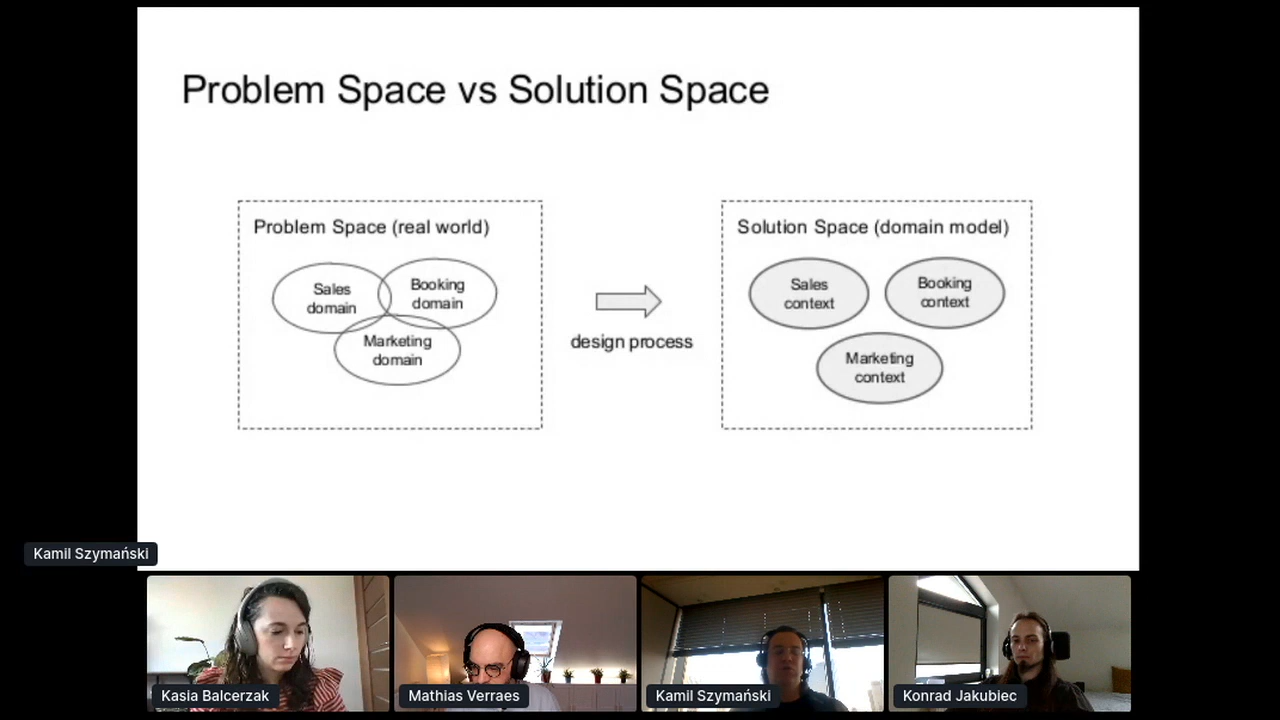 Problem Space vs Solution Space
Problem Space (real world)
Sales
domain
Booking
domain
Marketing
domain
design process
Solution Space (domain model)
Sales
context
Booking
context
Marketing
context
Kamil Szymański
Kasia Balcerzak
Mathias Verraes
Kamil Szymański
Konrad Jakubiec